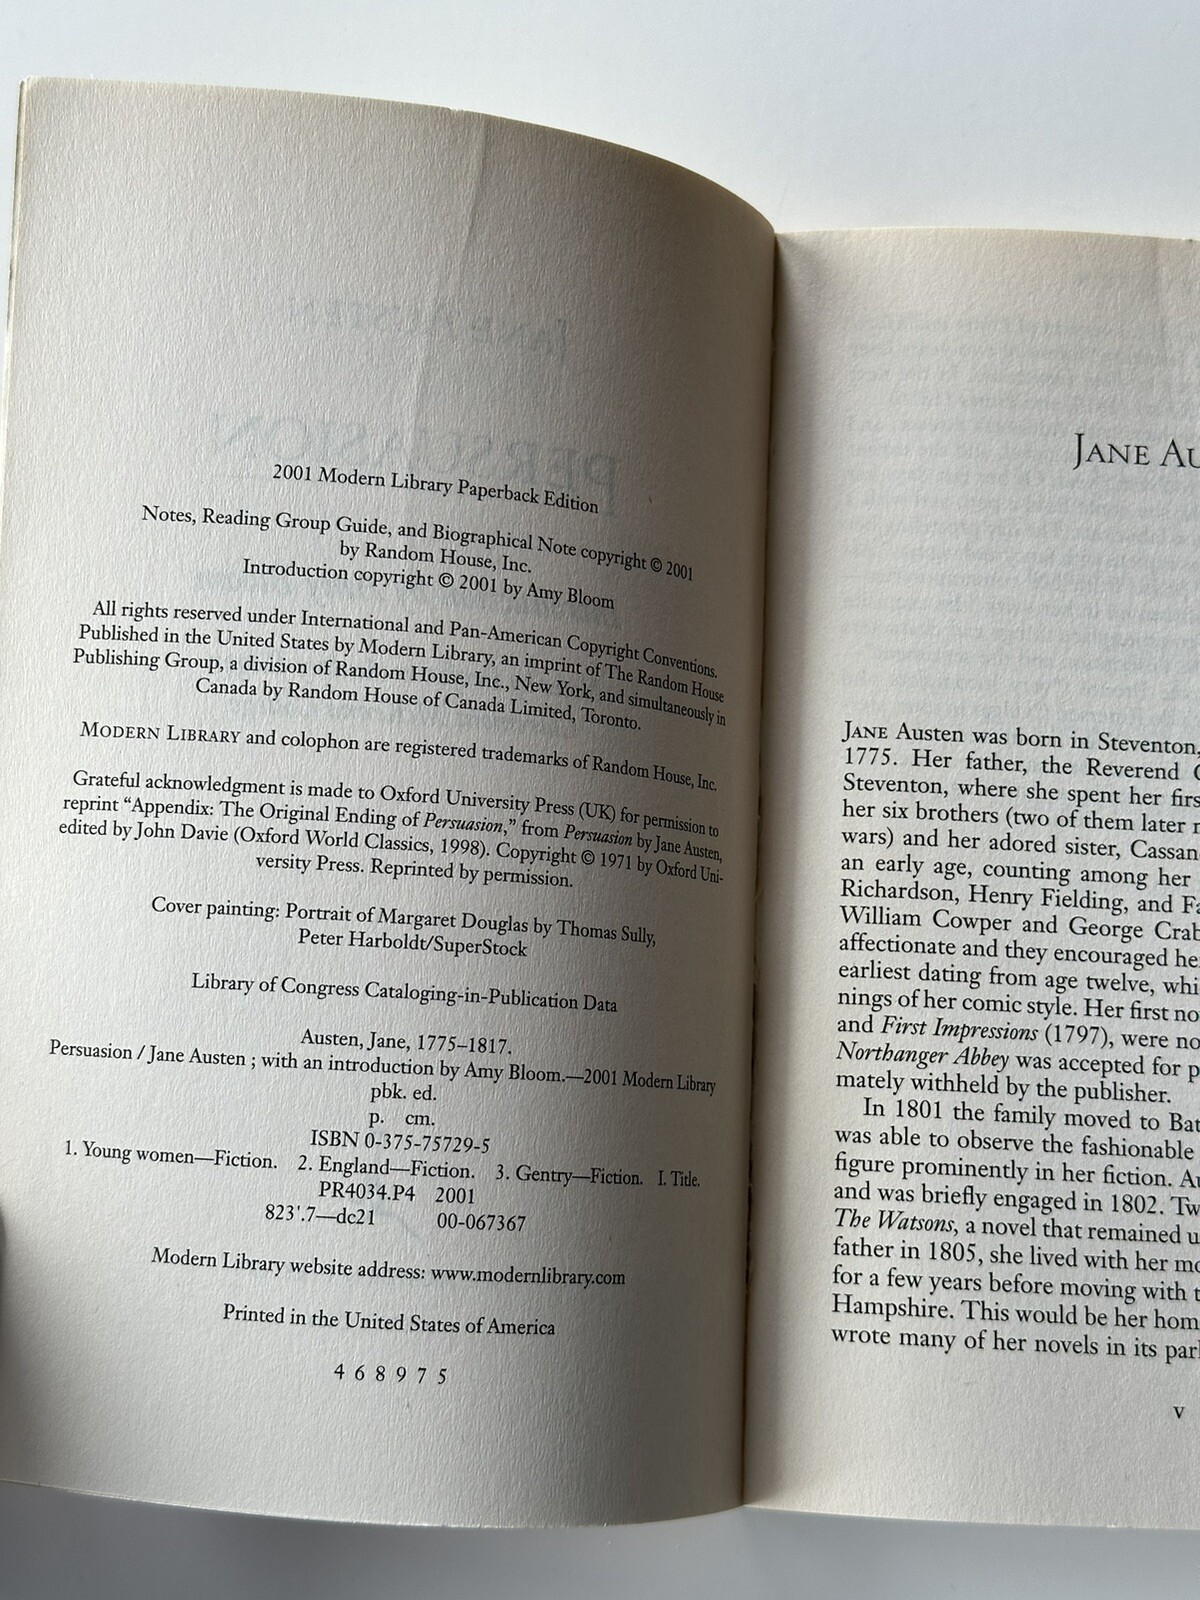 2001 Modern Library Paperback Edition
Notes, Reading Group Guide, and Biographical Note copyright © 2001
by Random House, Inc.
Introduction copyright © 2001 by Amy Bloom
All rights reserved under International and Pan-American Copyright Conventions.
Published in the United States by Modern Library, an imprint of The Random House
Publishing Group, a division of Random House, Inc., New York, and simultaneously in
Canada by Random House of Canada Limited, Toronto.
MODERN LIBRARY and colophon are registered trademarks of Random House, Inc.
Grateful acknowledgment is made to Oxford University Press (UK) for permission to
reprint “Appendix: The Original Ending of Persuasion,” from Persuasion by Jane Austen,
edited by John Davie (Oxford World Classics, 1998). Copyright © 1971 by Oxford Uni-
versity Press. Reprinted by permission.
Cover painting: Portrait of Margaret Douglas by Thomas Sully,
Peter Harboldt/SuperStock
Library of Congress Cataloging-in-Publication Data
Austen, Jane, 1775–1817.
Persuasion / Jane Austen ; with an introduction by Amy Bloom.—2001 Modern Library
pbk. ed.
p. cm.
ISBN 0-375-75729-5
1. Young women—Fiction. 2. England—Fiction. 3. Gentry—Fiction. I. Title.
PR4034.P4 2001
823'.7—dc21 00-067367
Modern Library website address: www.modernlibrary.com
Printed in the United States of America
4 6 8 9 7 5
JANE AU
JANE Austen was born in Steventon,
1775. Her father, the Reverend
Steventon, where she spent her firs
her six brothers (two of them later
wars) and her adored sister, Cassan
an early age, counting among her
Richardson, Henry Fielding, and Fa
William Cowper and George Crab
affectionate and they encouraged he
earliest dating from age twelve, whi
nings of her comic style. Her first no
and First Impressions (1797), were no
Northanger Abbey was accepted for p
mately withheld by the publisher.
In 1801 the family moved to Bat
was able to observe the fashionable
figure prominently in her fiction. Au
and was briefly engaged in 1802. Tw
The Watsons, a novel that remained u
father in 1805, she lived with her mo
for a few years before moving with t
Hampshire. This would be her hom
wrote many of her novels in its parl
v